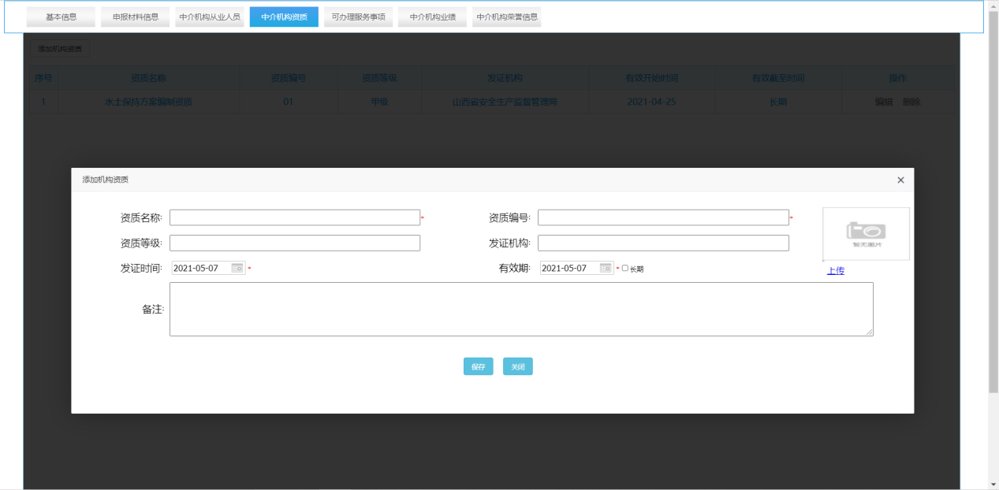 基本信息 申报材料信息 中介机构从业人员 中介机构资质 可办理服务事项 中介机构业绩 中介机构荣誉信息
添加机构资质
序号 资质名称 资质编号 资质等级 发证机构 有效开始时间 有效截至时间 操作
1 水土保持方案编制资质 01 甲级 山西省安全生产监督管理局 2021-04-25 长期 编辑 删除
添加机构资质 ×
资质名称: * 资质编号: *
暂无图片
资质等级: 发证机构:
发证时间: 2021-05-07 * 有效期: 2021-05-07 * 长期
上传
备注:
保存 关闭